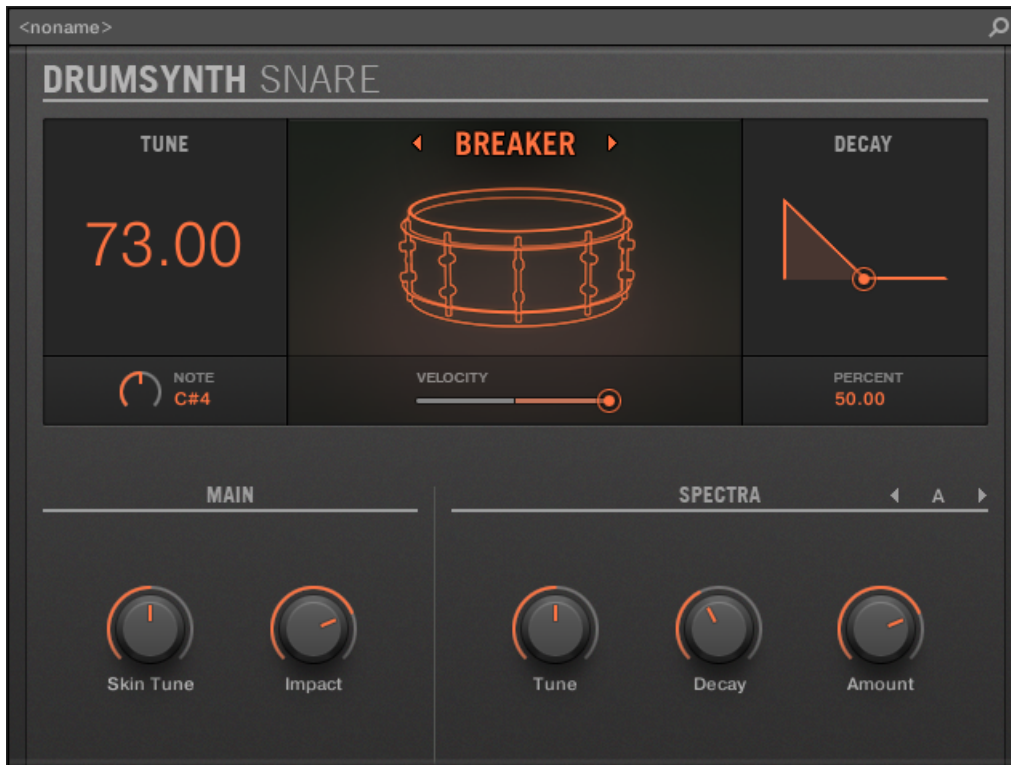 <noname>
DRUMSYNTH SNARE
TUNE
BREAKER
DECAY
73.00
NOTE
C#4
VELOCITY
PERCENT
50.00
MAIN
SPECTRA
A
Skin Tune
Impact
Tune
Decay
Amount